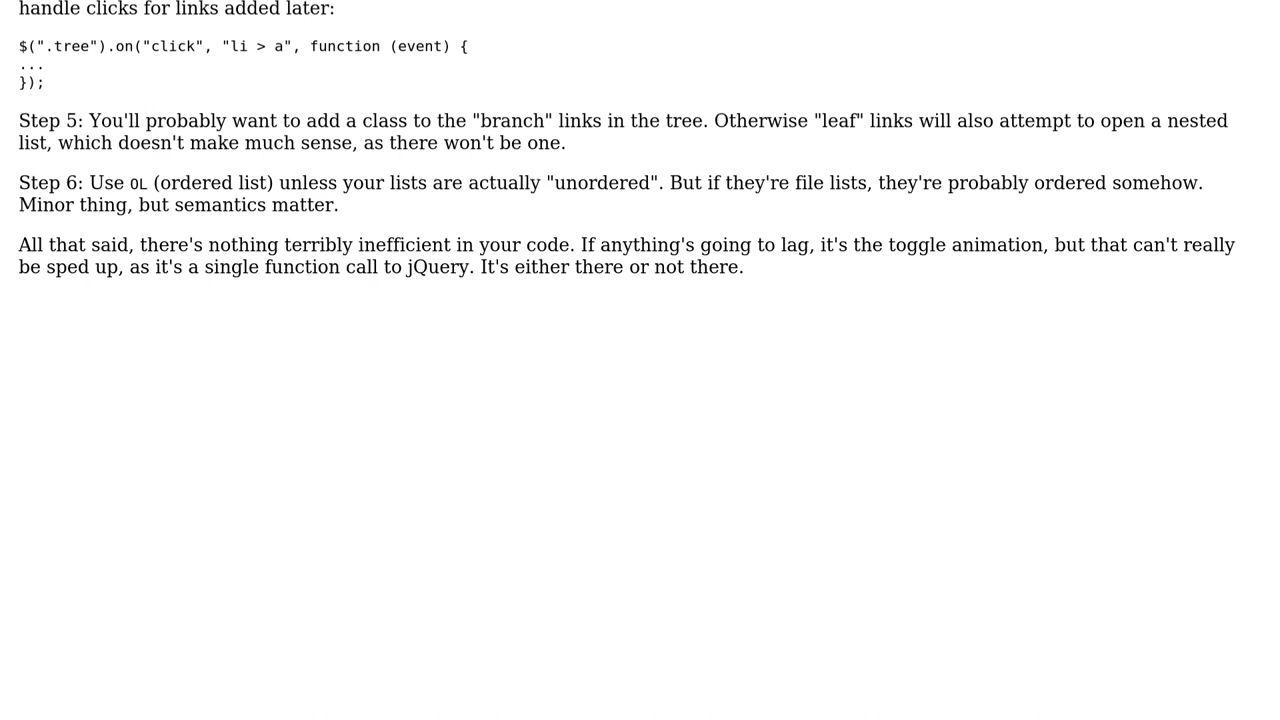 handle clicks for links added later:
$(".tree").on("click", "li > a", function (event) {
...
});
Step 5: You'll probably want to add a class to the "branch" links in the tree. Otherwise "leaf" links will also attempt to open a nested
list, which doesn't make much sense, as there won't be one.
Step 6: Use OL (ordered list) unless your lists are actually "unordered". But if they're file lists, they're probably ordered somehow.
Minor thing, but semantics matter.
All that said, there's nothing terribly inefficient in your code. If anything's going to lag, it's the toggle animation, but that can't really
be sped up, as it's a single function call to jQuery. It's either there or not there.